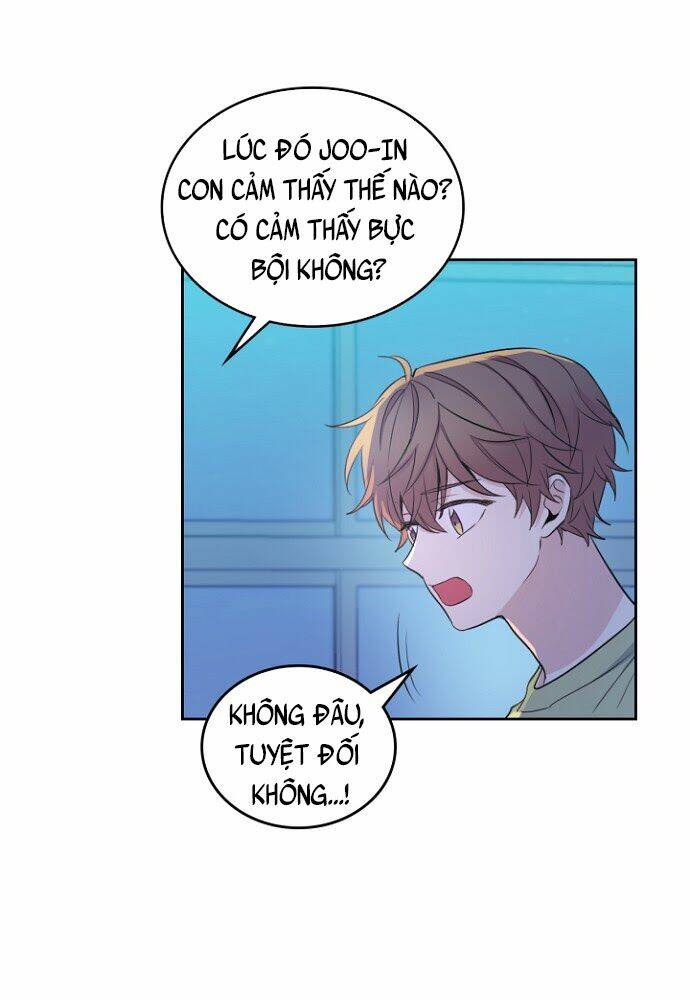 LÚC ĐÓ JOO-IN
CON CẢM THẤY THẾ NÀO?
CÓ CẢM THẤY BỰC
BỘI KHÔNG?
KHÔNG ĐÂU,
TUYỆT ĐỐI
KHÔNG...!